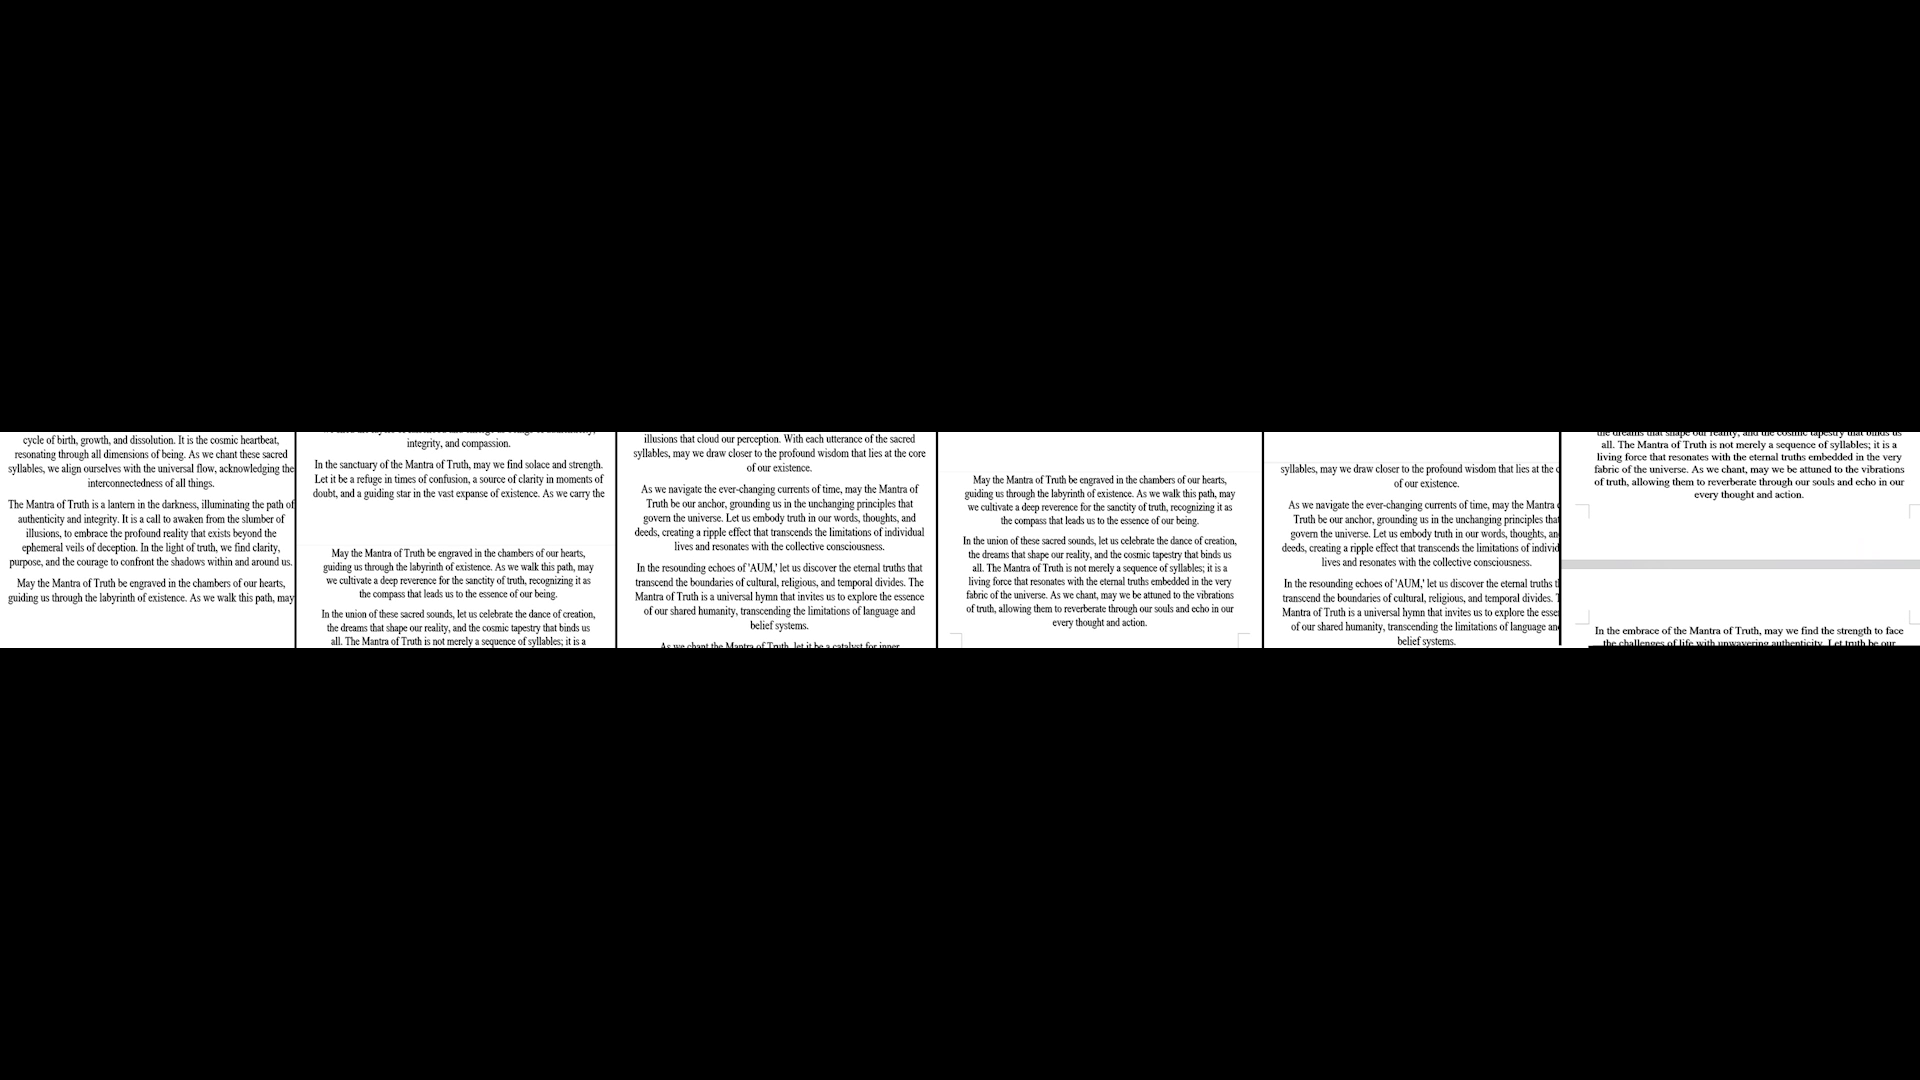 cycle of birth, growth, and dissolution. It is the cosmic heartbeat,
resonating through all dimensions of being. As we chant these sacred
syllables, we align ourselves with the universal flow, acknowledging the
interconnectedness of all things.
The Mantra of Truth is a lantern in the darkness, illuminating the path of
authenticity and integrity. It is a call to awaken from the slumber of
illusions, to embrace the profound reality that exists beyond the
ephemeral veils of deception. In the light of truth, we find clarity,
purpose, and the courage to confront the shadows within and around us.
May the Mantra of Truth be engraved in the chambers of our hearts,
guiding us through the labyrinth of existence. As we walk this path, may
integrity, and compassion.
In the sanctuary of the Mantra of Truth, may we find solace and strength.
Let it be a refuge in times of confusion, a source of clarity in moments of
doubt, and a guiding star in the vast expanse of existence. As we carry the
May the Mantra of Truth be engraved in the chambers of our hearts,
guiding us through the labyrinth of existence. As we walk this path, may
we cultivate a deep reverence for the sanctity of truth, recognizing it as
the compass that leads us to the essence of our being.
In the union of these sacred sounds, let us celebrate the dance of creation,
the dreams that shape our reality, and the cosmic tapestry that binds us
all. The Mantra of Truth is not merely a sequence of syllables; it is a
illusions that cloud our perception. With each utterance of the sacred
syllables, may we draw closer to the profound wisdom that lies at the core
of our existence.
As we navigate the ever-changing currents of time, may the Mantra of
Truth be our anchor, grounding us in the unchanging principles that
govern the universe. Let us embody truth in our words, thoughts, and
deeds, creating a ripple effect that transcends the limitations of individual
lives and resonates with the collective consciousness.
In the resounding echoes of 'AUM,' let us discover the eternal truths that
transcend the boundaries of cultural, religious, and temporal divides. The
Mantra of Truth is a universal hymn that invites us to explore the essence
of our shared humanity, transcending the limitations of language and
belief systems.
As we chant the Mantra of Truth, let it be a catalyst for inner
May the Mantra of Truth be engraved in the chambers of our hearts,
guiding us through the labyrinth of existence. As we walk this path, may
we cultivate a deep reverence for the sanctity of truth, recognizing it as
the compass that leads us to the essence of our being.
In the union of these sacred sounds, let us celebrate the dance of creation,
the dreams that shape our reality, and the cosmic tapestry that binds us
all. The Mantra of Truth is not merely a sequence of syllables; it is a
living force that resonates with the eternal truths embedded in the very
fabric of the universe. As we chant, may we be attuned to the vibrations
of truth, allowing them to reverberate through our souls and echo in our
every thought and action.
syllables, may we draw closer to the profound wisdom that lies at the
of our existence.
As we navigate the ever-changing currents of time, may the Mantra
Truth be our anchor, grounding us in the unchanging principles that
govern the universe. Let us embody truth in our words, thoughts,
deeds, creating a ripple effect that transcends the limitations of
lives and resonates with the collective consciousness.
In the resounding echoes of 'AUM,' let us discover the eternal truths
transcend the boundaries of cultural, religious, and temporal divides.
Mantra of Truth is a universal hymn that invites us to explore the
of our shared humanity, transcending the limitations of language
belief systems.
the dreams that shape our reality, and the cosmic tapestry that binds us
all. The Mantra of Truth is not merely a sequence of syllables; it is a
living force that resonates with the eternal truths embedded in the very
fabric of the universe. As we chant, may we be attuned to the vibrations
of truth, allowing them to reverberate through our souls and echo in our
every thought and action.
In the embrace of the Mantra of Truth, may we find the strength to face
the challenges of life with unwavering authenticity. Let truth be our